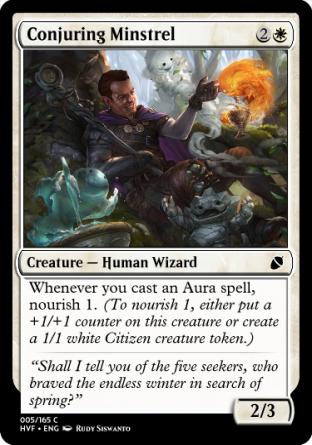 Conjuring Minstrel 2
Creature — Human Wizard
Whenever you cast an Aura spell,
nourish 1. (To nourish 1, either put a
+1/+1 counter on this creature or create
a 1/1 white Citizen creature token.)
"Shall I tell you of the five seekers, who
braved the endless winter in search of
spring?"
2/3
005/165 C
HVF • ENG Rudy Siswanto